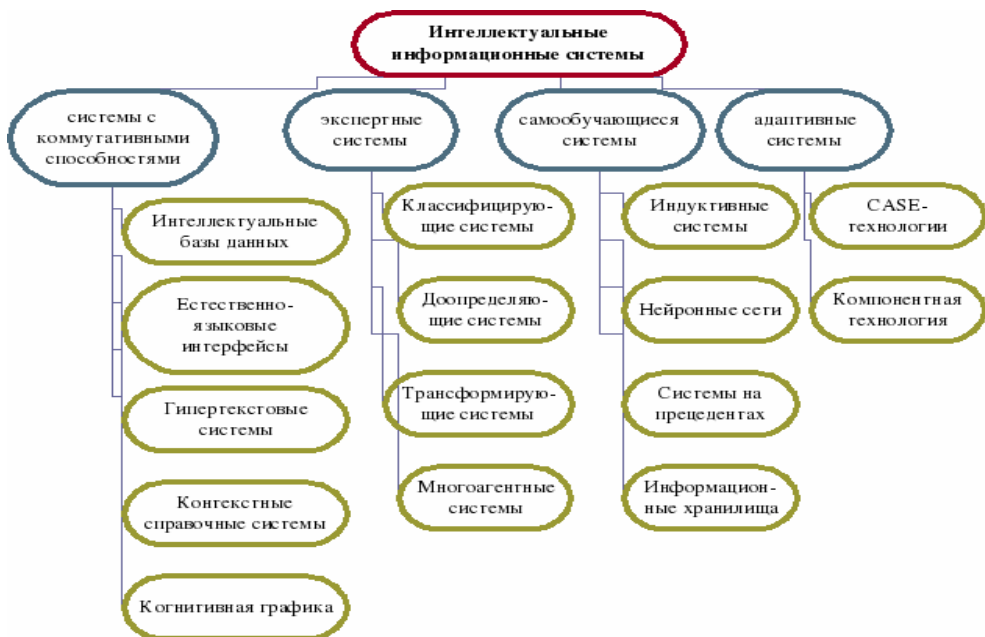 Интеллектуальные
информационные системы
системы с
коммутативными
способностями
экспертные
системы
самообучающиеся
системы
адаптивные
системы
Интеллектуальные
базы данных
Естественно-
языковые
интерфейсы
Гипертекстовые
системы
Контекстные
справочные системы
Когнитивная графика
Классифицирую-
щие системы
Доопределяю-
щие системы
Трансформирую-
щие системы
Многоагентные
системы
Индуктивные
системы
Нейронные сети
Системы на
прецедентах
Информацион-
ные хранилища
CASE-
технологии
Компонентная
технология